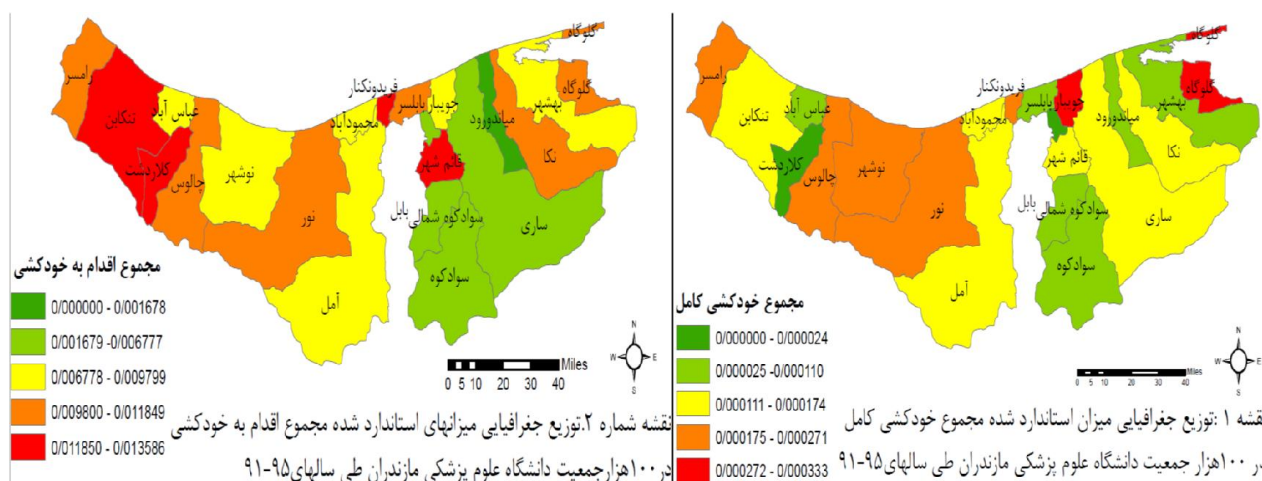 رامسر
تنکابن
عباس آباد
کلاردشت
چالوس
نوشهر
نور
آمل
محمودآباد
فریدونکنار
بابلسر
جویبار
قائم شهر
بابل
سوادکوه شمالی
سوادکوه
ساری
میاندورود
نکا
بهشهر
گلوگاه
گلوگاه
مجموع اقدام به خودکشی
0/000000 - 0/001678
0/001679 -0/006777
0/006778 - 0/009799
0/009800 - 0/011849
0/011850 - 0/013586
0 5 10 20 30 40
Miles
N
W E
S
نقشه شماره ۲.توزیع جغرافیایی میزانهای استاندارد شده مجموع اقدام به خودکشی
در ۱۰۰هزارجمعیت دانشگاه علوم پزشکی مازندران طی سالهای۹۵-۹۱
رامسر
تنکابن
عباس آباد
کلاردشت
چالوس
نوشهر
نور
آمل
محمودآباد
فریدونکنار
بابلسر
جویبار
قائم شهر
بابل
سوادکوه شمالی
سوادکوه
ساری
میاندورود
نکا
بهشهر
گلوگاه
گلوگاه
مجموع خودکشی کامل
0/000000 - 0/000024
0/000025 -0/000110
0/000111 - 0/000174
0/000175 - 0/000271
0/000272 - 0/000333
0 5 10 20 30 40
Miles
N
W E
S
نقشه ۱ :توزیع جغرافیایی میزان استاندارد شده مجموع خودکشی کامل
در ۱۰۰هزار جمعیت دانشگاه علوم پزشکی مازندران طی سالهای۹۵-۹۱